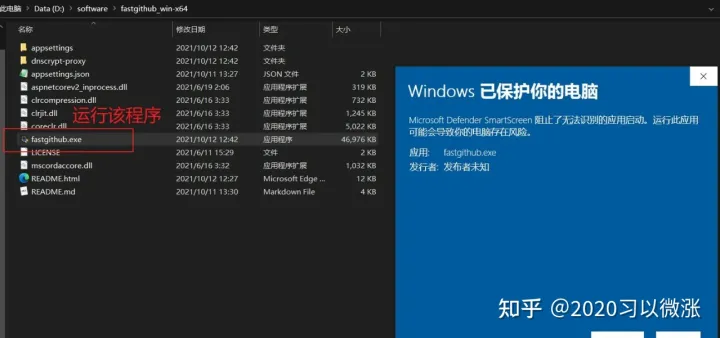 此电脑 > Data (D:) > software > fastgithub_win-x64
名称 修改日期 类型 大小
appsettings 2021/10/12 12:42 文件夹
dnscrypt-proxy 2021/10/12 12:42 文件夹
appsettings.json 2021/10/11 13:27 JSON 文件 2 KB
aspnetcorev2_inprocess.dll 2021/6/19 2:06 应用程序扩展 319 KB
clrcompression.dll 2021/6/16 3:33 应用程序扩展 732 KB
clrjit.dll 2021/6/16 3:33 应用程序扩展 1,245 KB
运行该程序
coreclr.dll 2021/6/16 3:33 应用程序扩展 5,022 KB
fastgithub.exe 2021/10/12 12:42 应用程序 46,976 KB
LICENSE 2021/6/11 15:29 文件 2 KB
mscordaccore.dll 2021/6/16 3:33 应用程序扩展 1,032 KB
README.html 2021/10/12 12:27 Microsoft Edge ... 12 KB
README.md 2021/10/11 13:30 Markdown File 4 KB
Windows 已保护你的电脑
Microsoft Defender SmartScreen 阻止了无法识别的应用启动。运行此应用
可能会导致你的电脑存在风险。
应用: fastgithub.exe
发行者: 发布者未知
知乎 @2020习以微涨